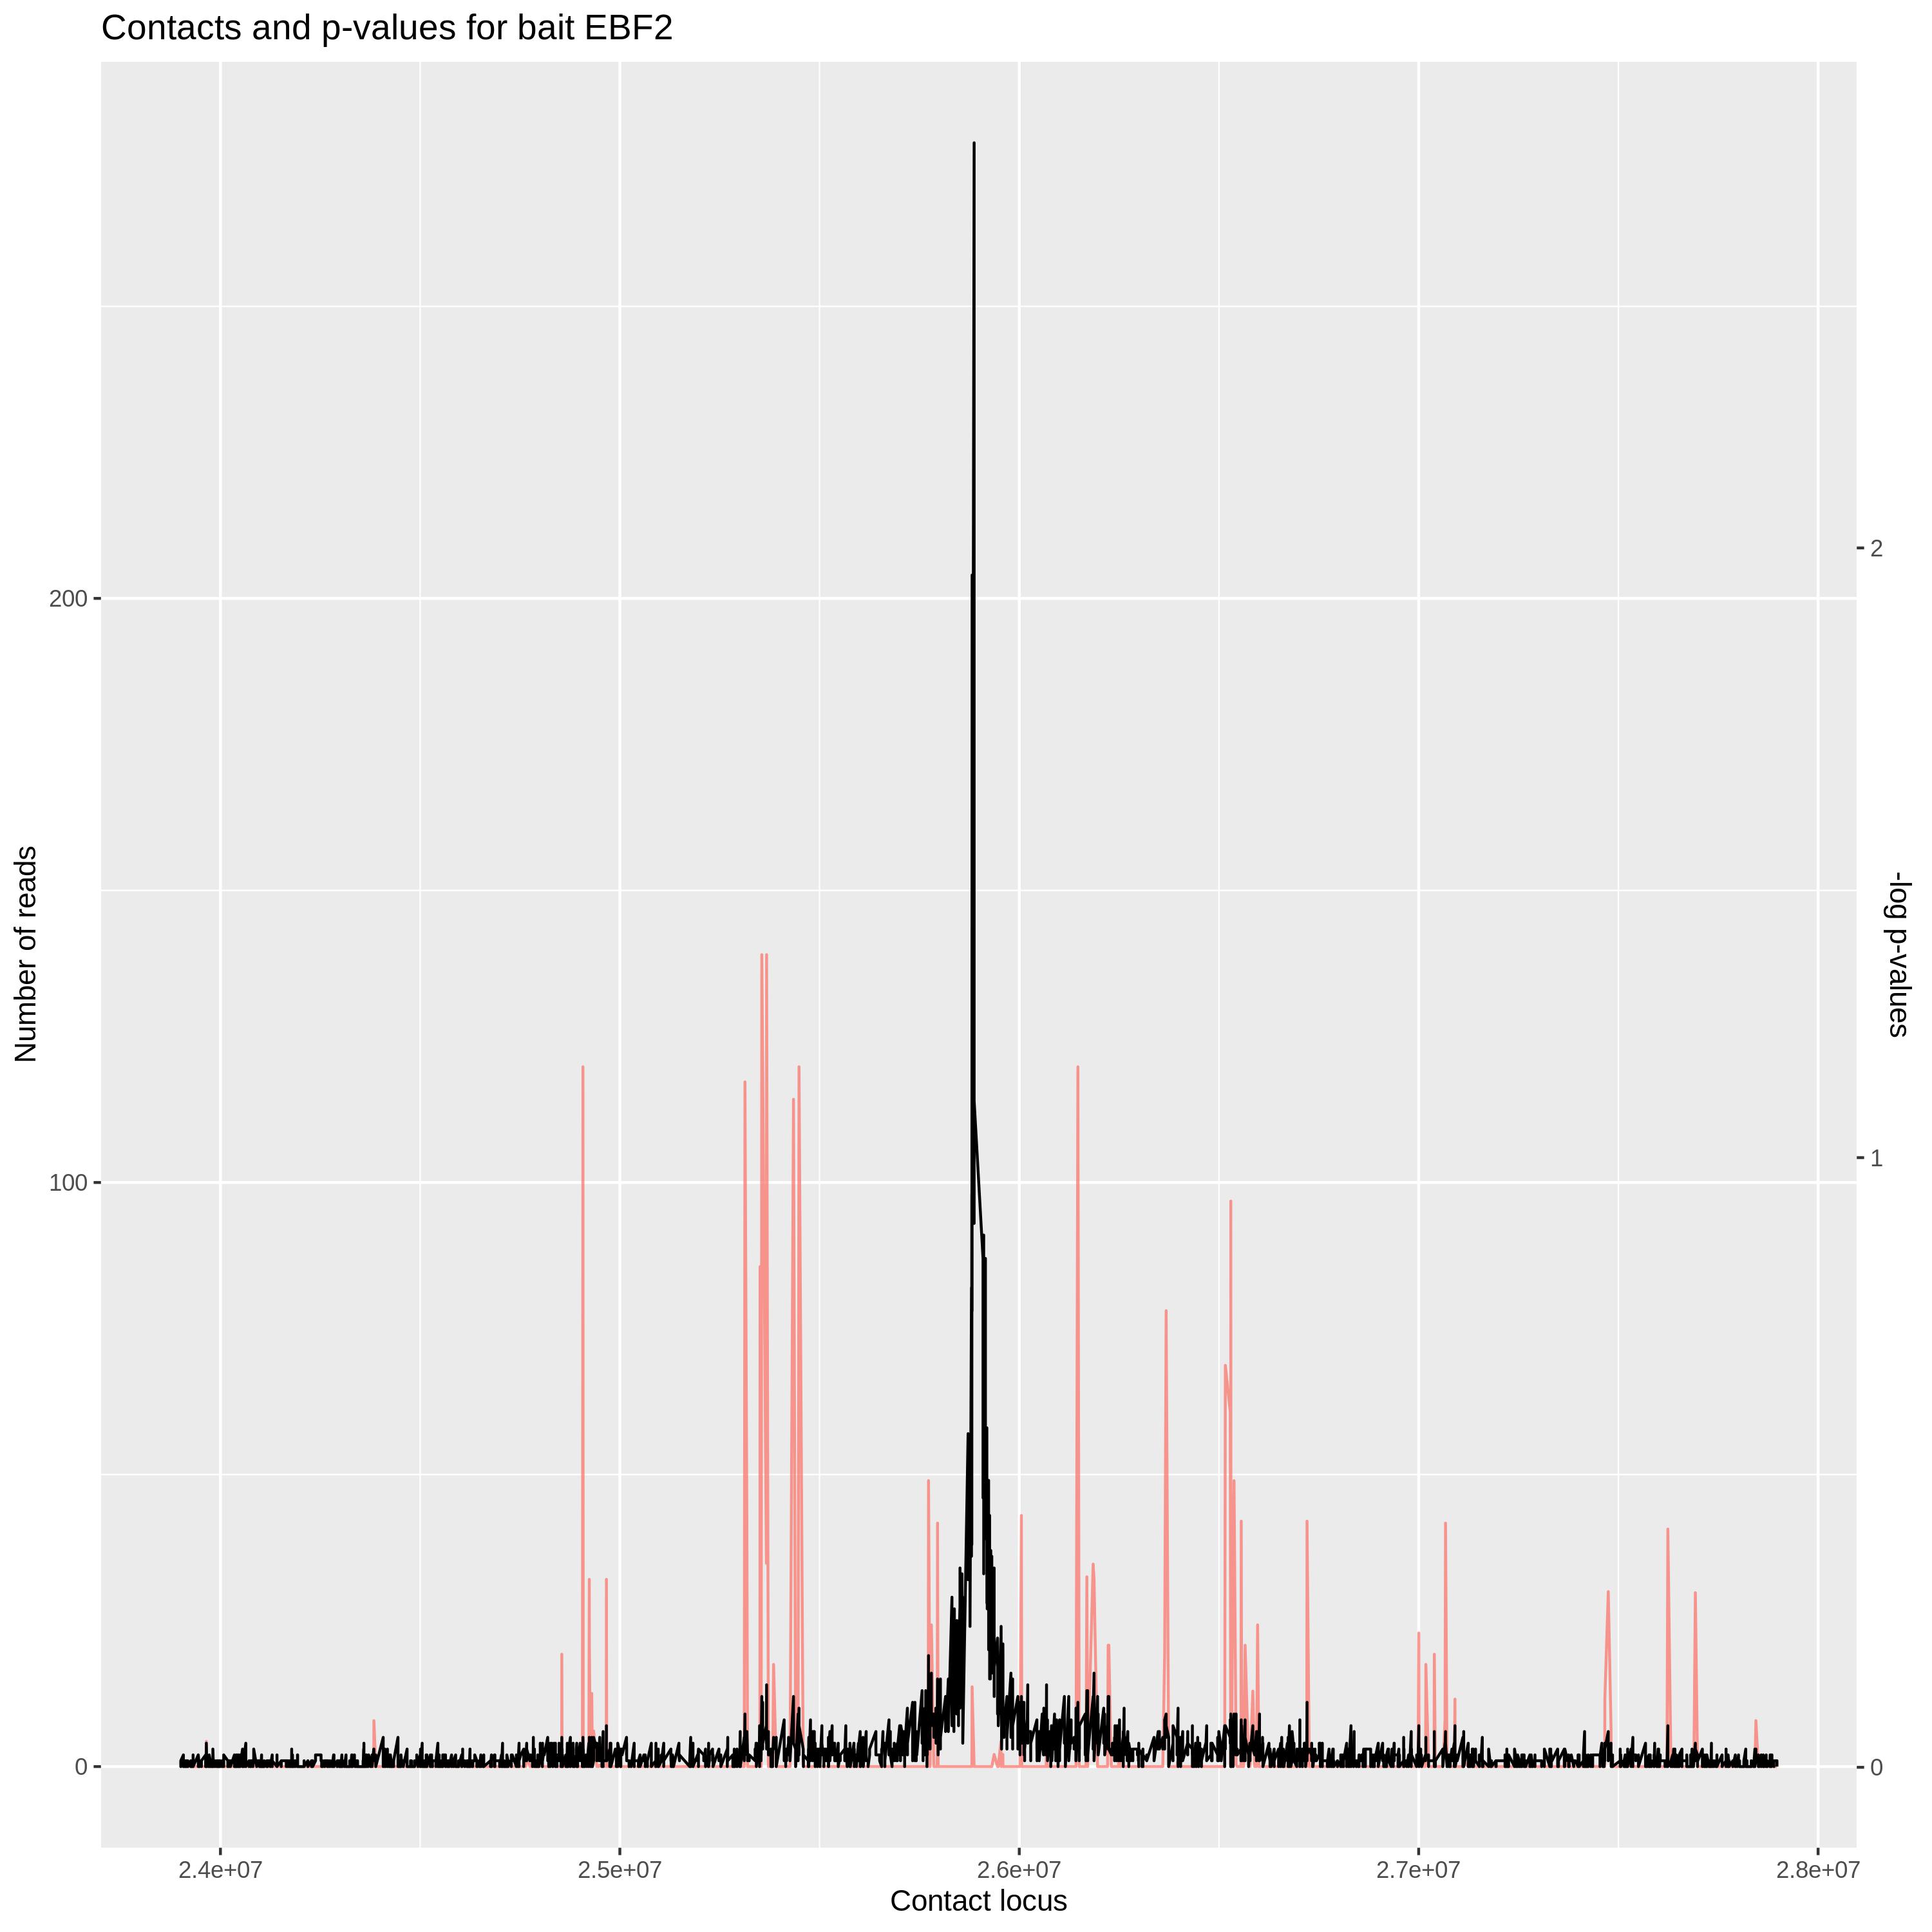 Contacts and p-values for bait EBF2
Number of reads
200
100
0
2
1
0
-log p-values
2.4e+07 2.5e+07 2.6e+07 2.7e+07 2.8e+07
Contact locus